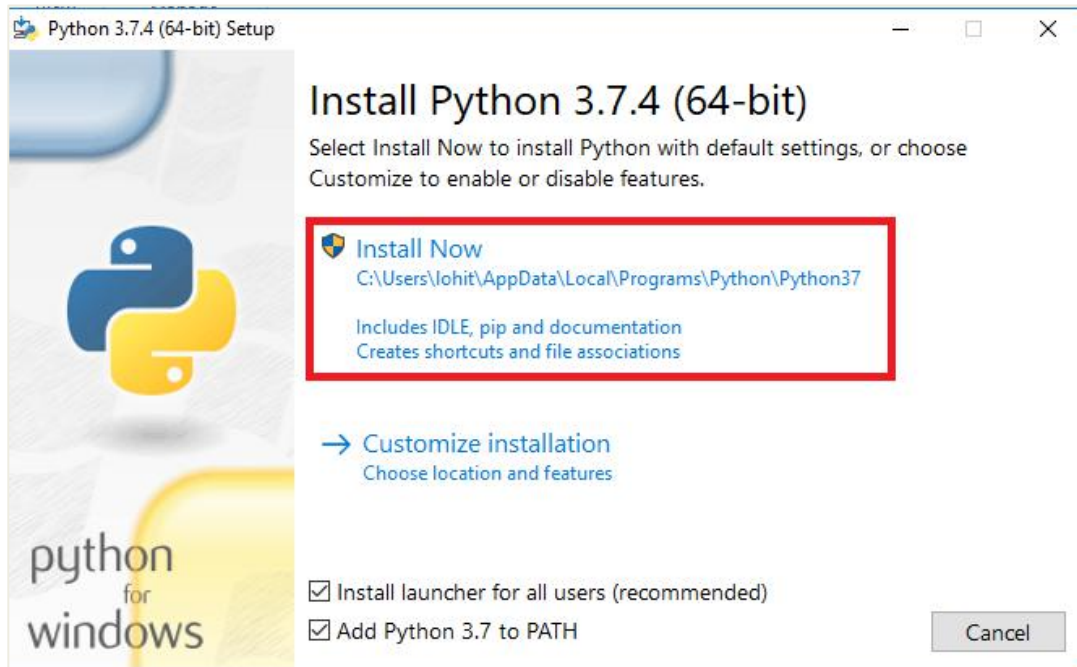 Python 3.7.4 (64-bit) Setup
Install Python 3.7.4 (64-bit)
Select Install Now to install Python with default settings, or choose
Customize to enable or disable features.
Install Now
C:\Users\lohit\AppData\Local\Programs\Python\Python37
Includes IDLE, pip and documentation
Creates shortcuts and file associations
Customize installation
Choose location and features
python
for
windows
Install launcher for all users (recommended)
Add Python 3.7 to PATH
Cancel